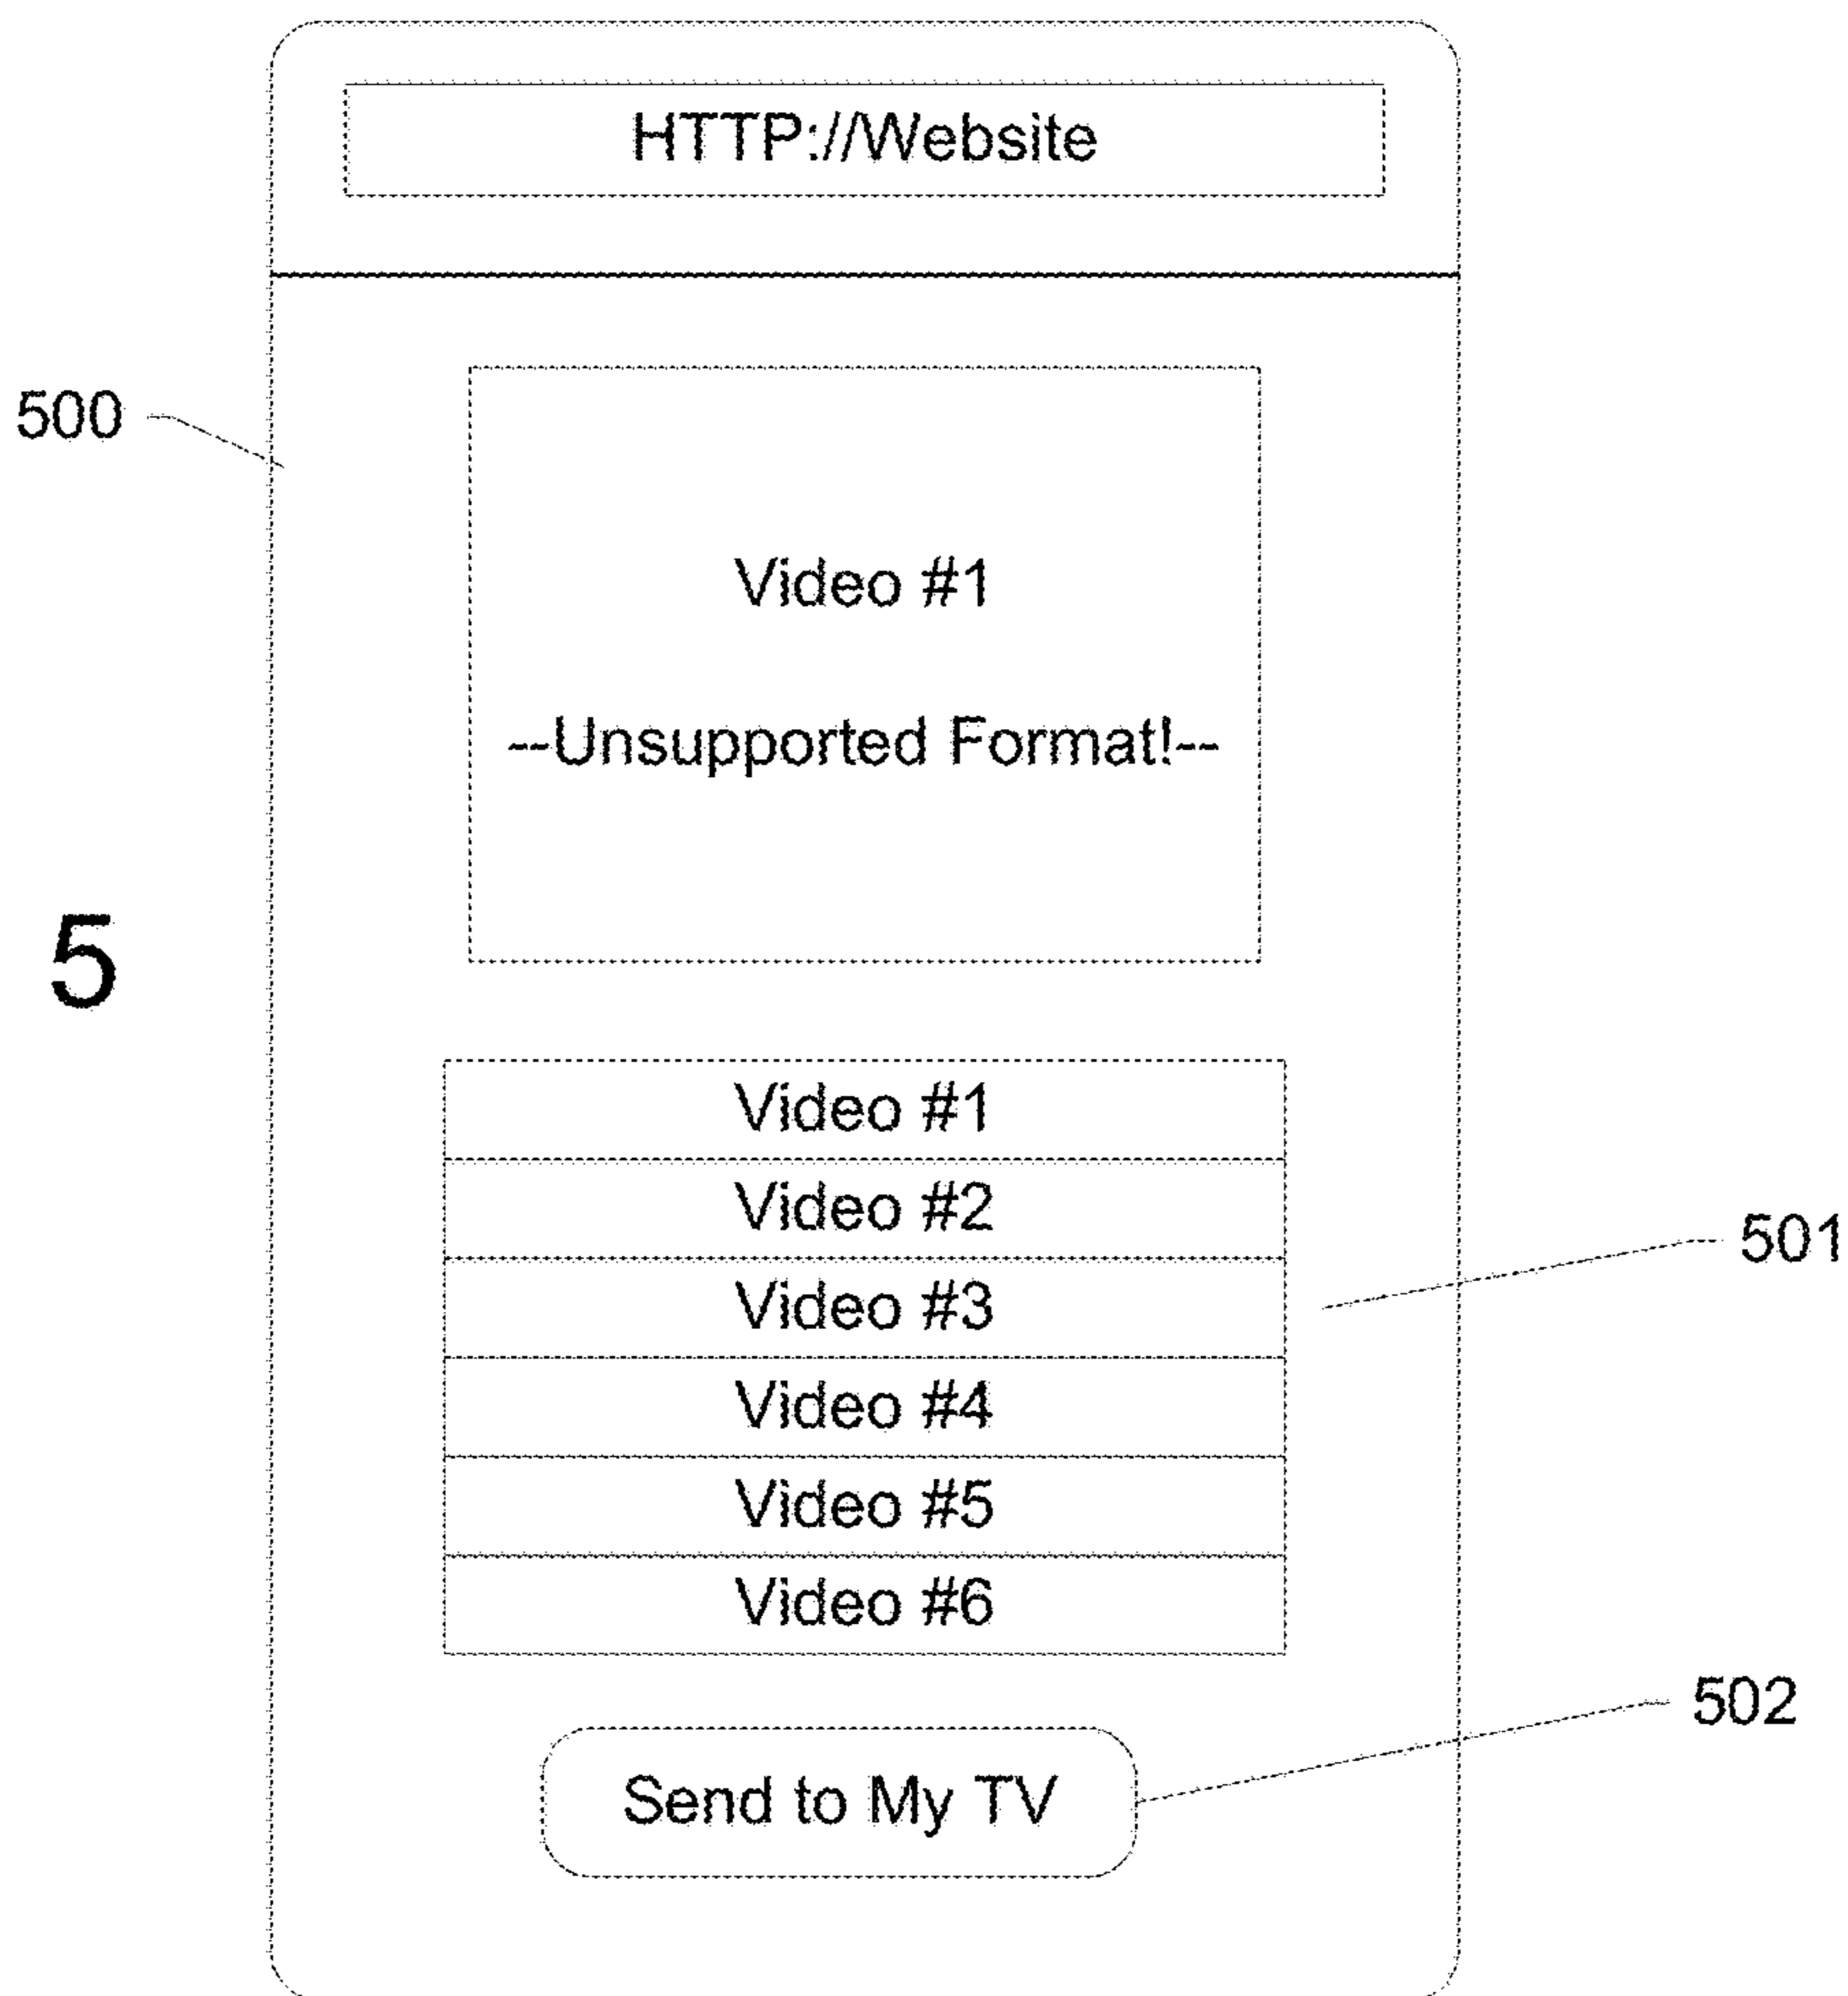 HTTP://Website
500
Video #1
--Unsupported Format!--
5
Video #1
Video #2
501
Video #3
Video #4
Video #5
Video #6
502
Send to My TV